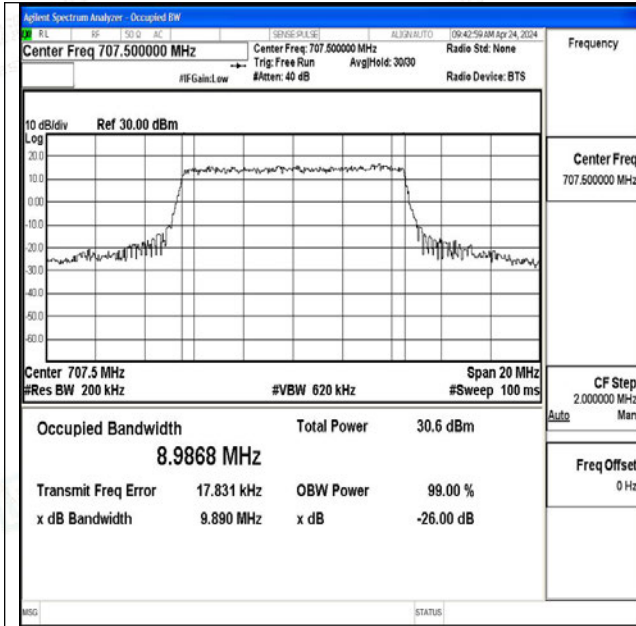 Agilent Spectrum Analyzer - Occupied BW
RL RF 50 Ω AC SENSE:PULSE ALIGNAUTO 09:42:59 AM Apr 24, 2024
Center Freq 707.500000 MHz
Center Freq: 707.500000 MHz
Radio Std: None
Trig: Free Run Avg|Hold: 30/30
#IFGain:Low #Atten: 40 dB Radio Device: BTS
10 dB/div Ref 30.00 dBm
Log
20.0
10.0
0.00
-10.0
-20.0
-30.0
-40.0
-50.0
-60.0
Center 707.5 MHz Span 20 MHz
#Res BW 200 kHz #VBW 620 kHz #Sweep 100 ms
Occupied Bandwidth Total Power 30.6 dBm
8.9868 MHz
Transmit Freq Error 17.831 kHz OBW Power 99.00 %
x dB Bandwidth 9.890 MHz x dB -26.00 dB
MSG STATUS
Frequency
Center Freq
707.500000 MHz
CF Step
2.000000 MHz
Auto Man
Freq Offset
0 Hz